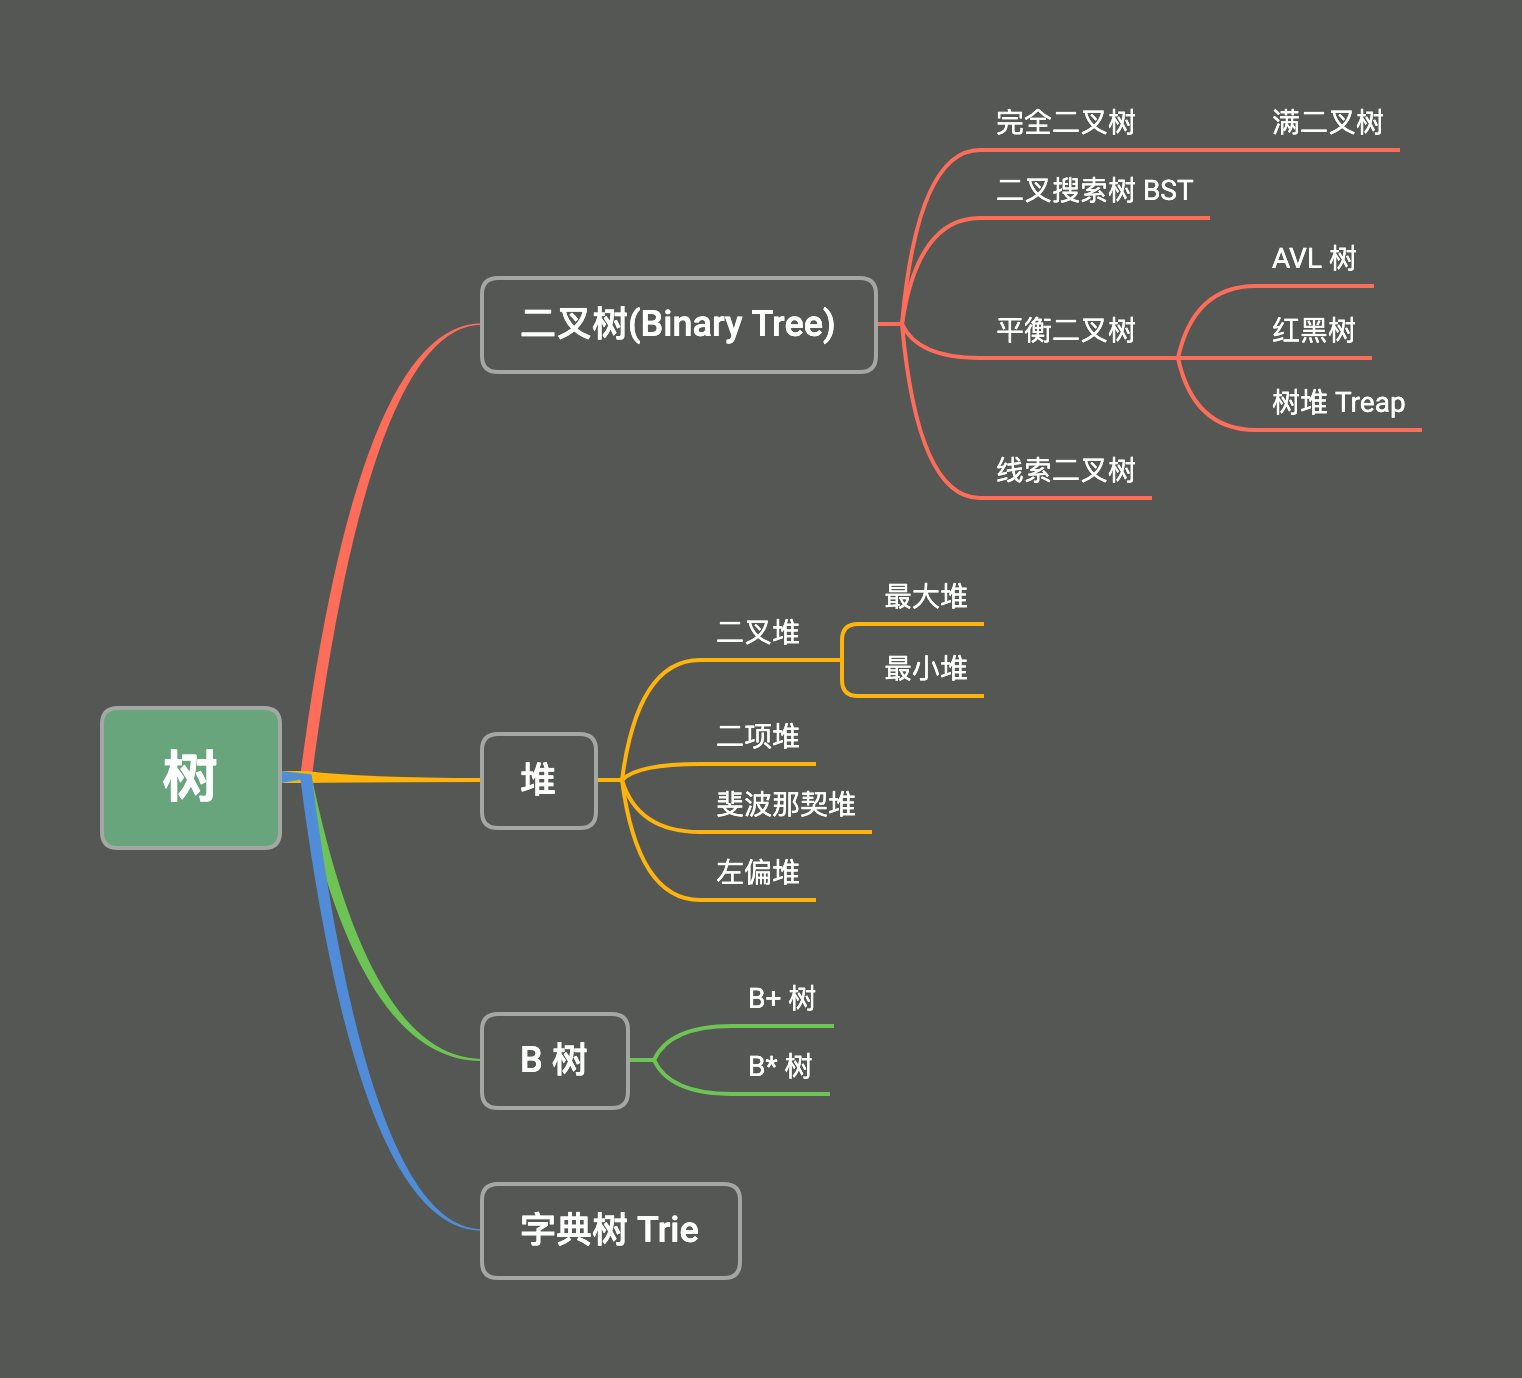 树
二叉树(Binary Tree)
完全二叉树
满二叉树
二叉搜索树 BST
平衡二叉树
AVL 树
红黑树
树堆 Treap
线索二叉树
堆
二叉堆
最大堆
最小堆
二项堆
斐波那契堆
左偏堆
B 树
B+ 树
B* 树
字典树 Trie